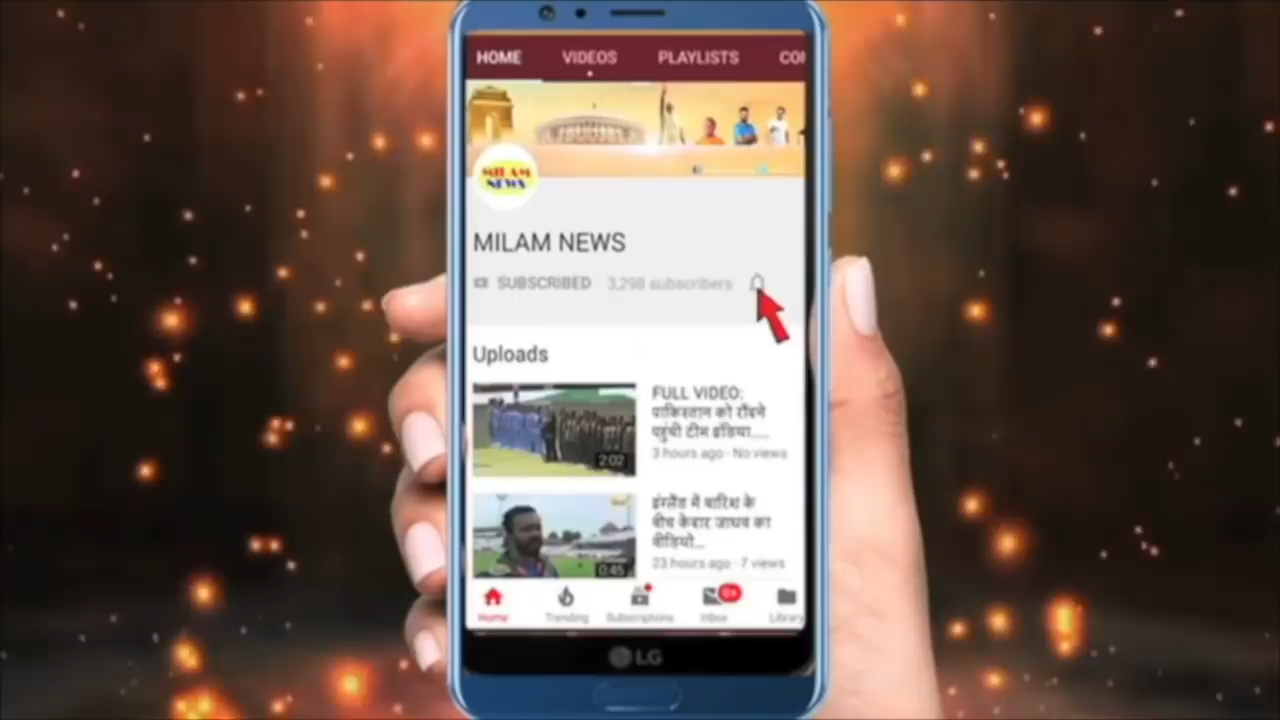 HOME VIDEOS PLAYLISTS
MILAM
NEWS
MILAM NEWS
SUBSCRIBED 3,298 subscribers
Uploads
FULL VIDEO:
पाकिस्तान को रौंदने
पहुंची टीम इंडिया.....
3 hours ago · No views
2:02
इंग्लैंड में बारिश के
बीच केदार जाधव का
वीडियो...
23 hours ago · 7 views
0:45
Home Trending Subscriptions Inbox Library
LG